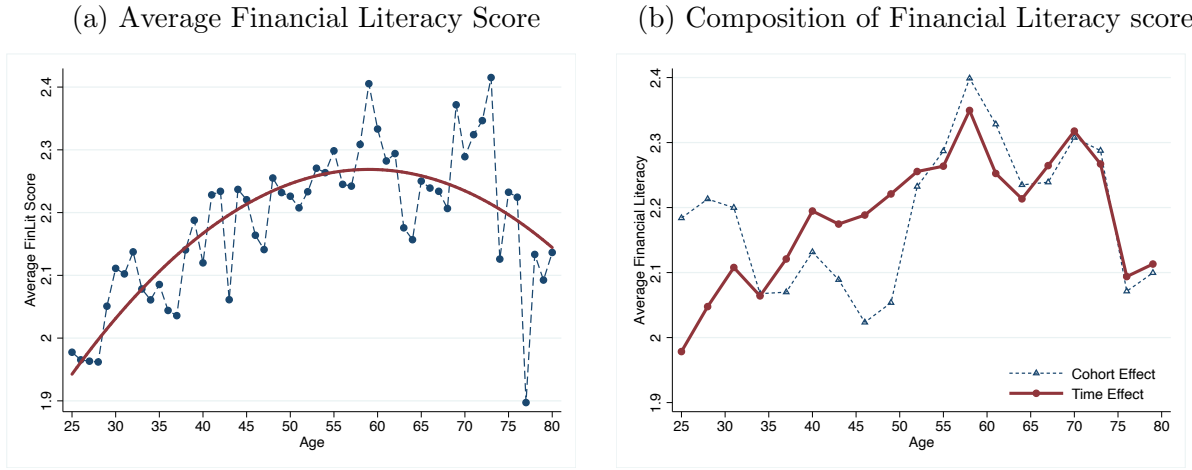 (a) Average Financial Literacy Score
2.4
2.3
2.2
2.1
2
1.9
Average FinLit Score
25 30 35 40 45 50 55 60 65 70 75 80
Age
(b) Composition of Financial Literacy score
2.4
2.3
2.2
2.1
2
1.9
Average Financial Literacy
Cohort Effect
Time Effect
25 30 35 40 45 50 55 60 65 70 75 80
Age